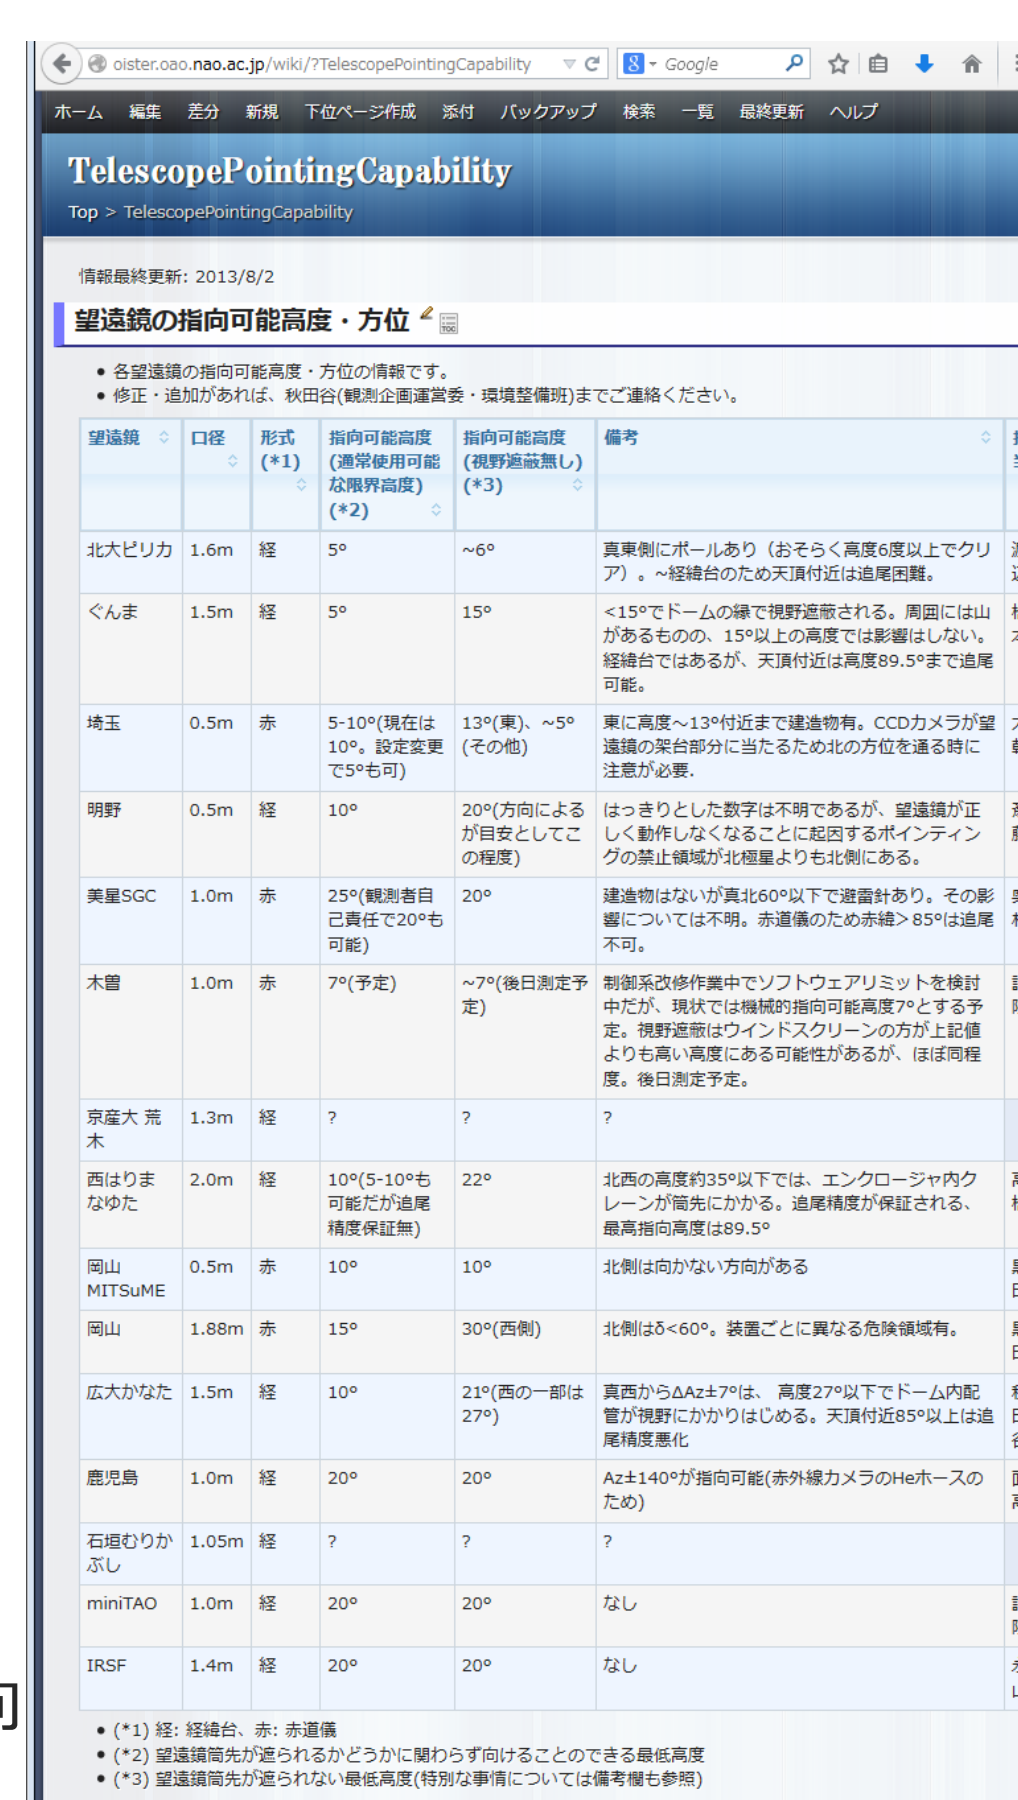 oister.oao.nao.ac.jp/wiki/?TelescopePointingCapability Google
ホーム 編集 差分 新規 下位ページ作成 添付 バックアップ 検索 一覧 最終更新 ヘルプ
TelescopePointingCapability
Top > TelescopePointingCapability
情報最終更新: 2013/8/2
望遠鏡の指向可能高度・方位
● 各望遠鏡の指向可能高度・方位の情報です。
● 修正・追加があれば、秋田谷(観測企画運営委・環境整備班)までご連絡ください。
望遠鏡 口径 形式 指向可能高度 指向可能高度 備考
(*1) (通常使用可能 (視野遮蔽無し)
な限界高度) (*3)
(*2)
北大ピリカ 1.6m 経 5° ~6° 真東側にポールあり（おそらく高度6度以上でクリ
ア）。~経緯台のため天頂付近は追尾困難。
ぐんま 1.5m 経 5° 15° <15°でドームの縁で視野遮蔽される。周囲には山
があるものの、15°以上の高度では影響はしない。
経緯台ではあるが、天頂付近は高度89.5°まで追尾
可能。
埼玉 0.5m 赤 5-10°(現在は 13°(東)、~5° 東に高度～13°付近まで建造物有。CCDカメラが望
10°。設定変更 (その他) 遠鏡の架台部分に当たるため北の方位を通る時に
で5°も可) 注意が必要.
明野 0.5m 経 10° 20°(方向による はっきりとした数字は不明であるが、望遠鏡が正
が目安としてこ しく動作しなくなることに起因するポインティン
の程度) グの禁止領域が北極星よりも北側にある。
美星SGC 1.0m 赤 25°(観測者自 20° 建造物はないが真北60°以下で避雷針あり。その影
己責任で20°も 響については不明。赤道儀のため赤緯＞85°は追尾
可能) 不可。
木曽 1.0m 赤 7°(予定) ~7°(後日測定予 制御系改修作業中でソフトウェアリミットを検討
定) 中だが、現状では機械的指向可能高度7°とする予
定。視野遮蔽はウインドスクリーンの方が上記値
よりも高い高度にある可能性があるが、ほぼ同程
度。後日測定予定。
京産大 荒 1.3m 経 ? ? ?
木
西はりま 2.0m 経 10°(5-10°も 22° 北西の高度約35°以下では、エンクロージャ内ク
なゆた 可能だが追尾 レーンが筒先にかかる。追尾精度が保証される、
精度保証無) 最高指向高度は89.5°
岡山 0.5m 赤 10° 10° 北側は向かない方向がある
MITSuME
岡山 1.88m 赤 15° 30°(西側) 北側はδ<60°。装置ごとに異なる危険領域有。
広大かなた 1.5m 経 10° 21°(西の一部は 真西からΔAz±7°は、 高度27°以下でドーム内配
27°) 管が視野にかかりはじめる。天頂付近85°以上は追
尾精度悪化
鹿児島 1.0m 経 20° 20° Az±140°が指向可能(赤外線カメラのHeホースの
ため)
石垣むりか 1.05m 経 ? ? ?
ぶし
miniTAO 1.0m 経 20° 20° なし
IRSF 1.4m 経 20° 20° なし
● (*1) 経: 経緯台、赤: 赤道儀
● (*2) 望遠鏡筒先が遮られるかどうかに関わらず向けることのできる最低高度
● (*3) 望遠鏡筒先が遮られない最低高度(特別な事情については備考欄も参照)